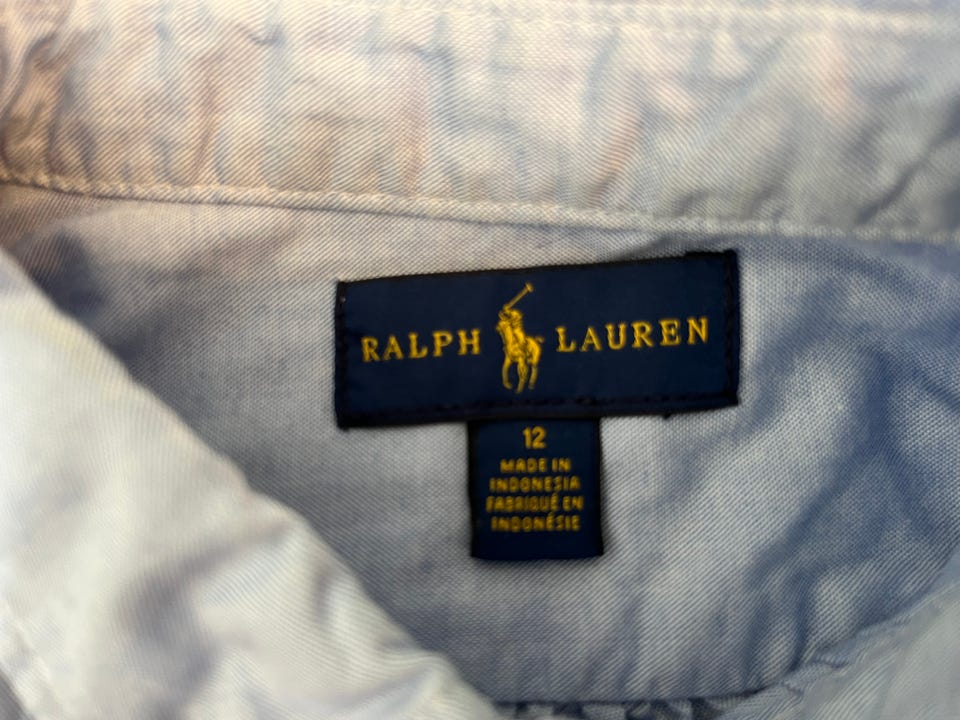 RALPH LAUREN
12
MADE IN
INDONESIA
FABRIQUÉ EN
INDONÉSIE